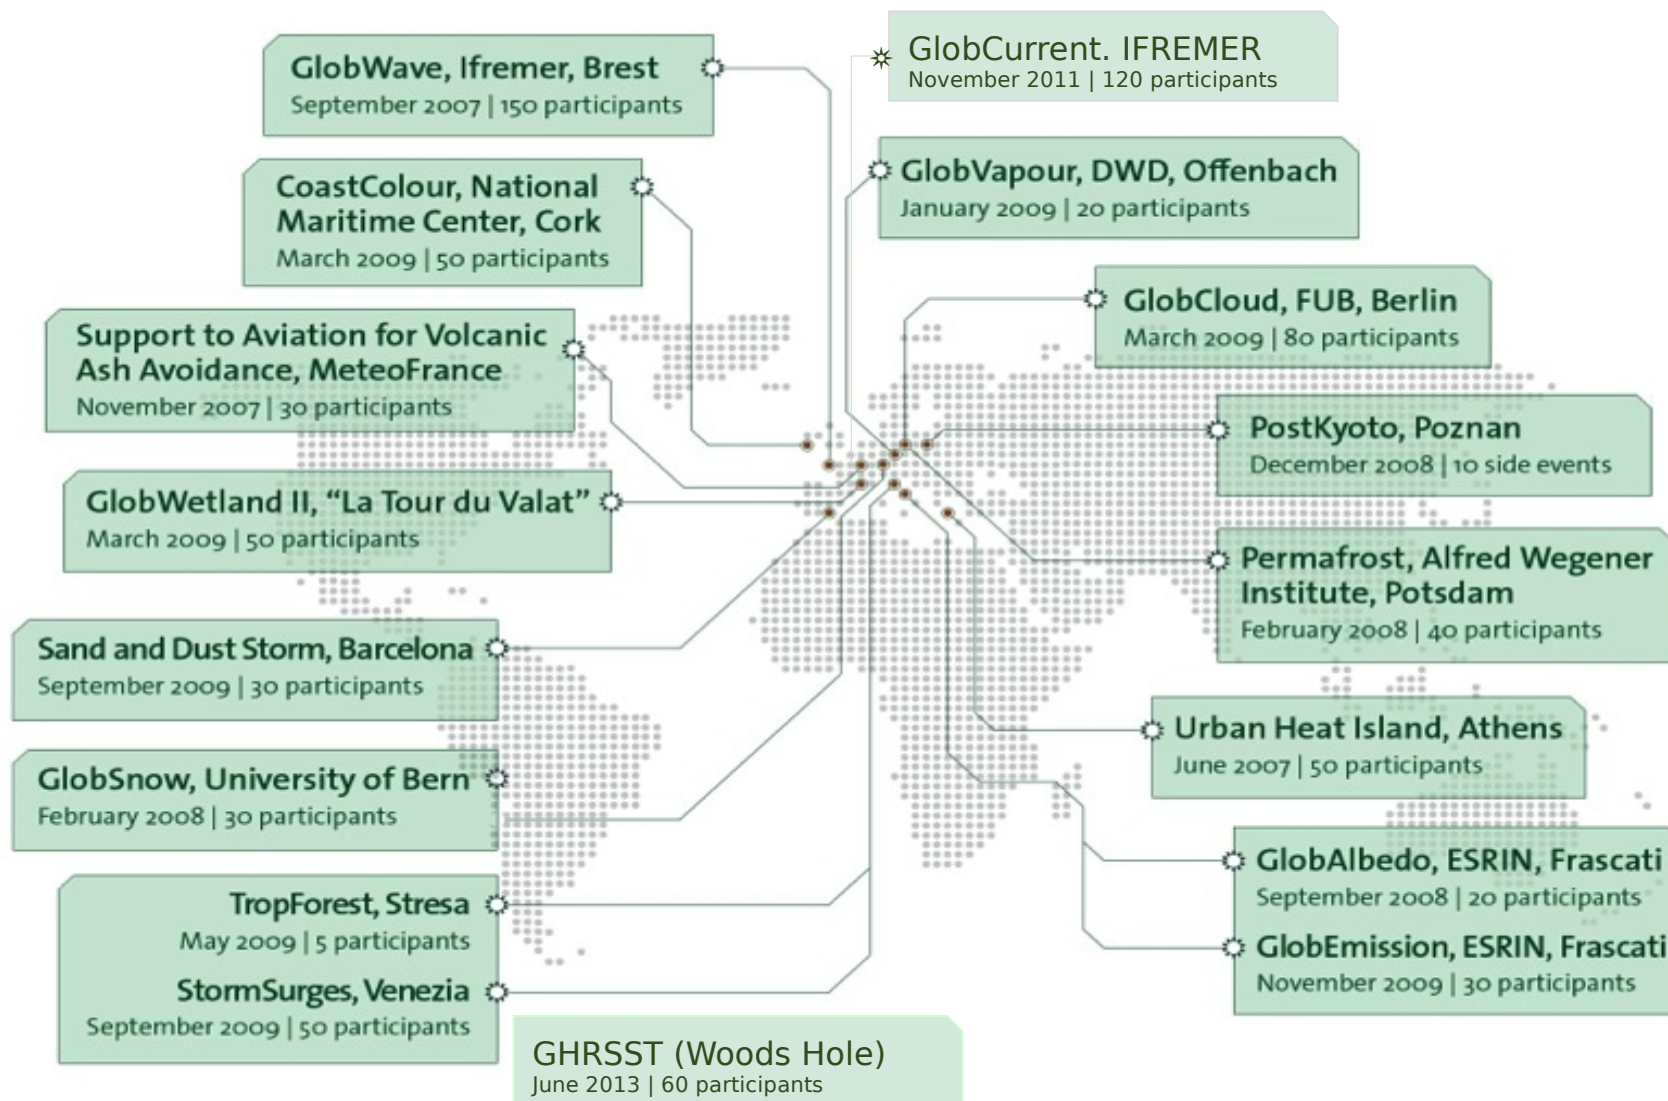 GlobWave, Ifremer, Brest
September 2007 | 150 participants
GlobCurrent. IFREMER
November 2011 | 120 participants
CoastColour, National
Maritime Center, Cork
March 2009 | 50 participants
GlobVapour, DWD, Offenbach
January 2009 | 20 participants
Support to Aviation for Volcanic
Ash Avoidance, MeteoFrance
November 2007 | 30 participants
GlobCloud, FUB, Berlin
March 2009 | 80 participants
GlobWetland II, “La Tour du Valat”
March 2009 | 50 participants
PostKyoto, Poznan
December 2008 | 10 side events
Permafrost, Alfred Wegener
Institute, Potsdam
February 2008 | 40 participants
Sand and Dust Storm, Barcelona
September 2009 | 30 participants
Urban Heat Island, Athens
June 2007 | 50 participants
GlobSnow, University of Bern
February 2008 | 30 participants
GlobAlbedo, ESRIN, Frascati
September 2008 | 20 participants
GlobEmission, ESRIN, Frascati
November 2009 | 30 participants
TropForest, Stresa
May 2009 | 5 participants
StormSurges, Venezia
September 2009 | 50 participants
GHRSST (Woods Hole)
June 2013 | 60 participants